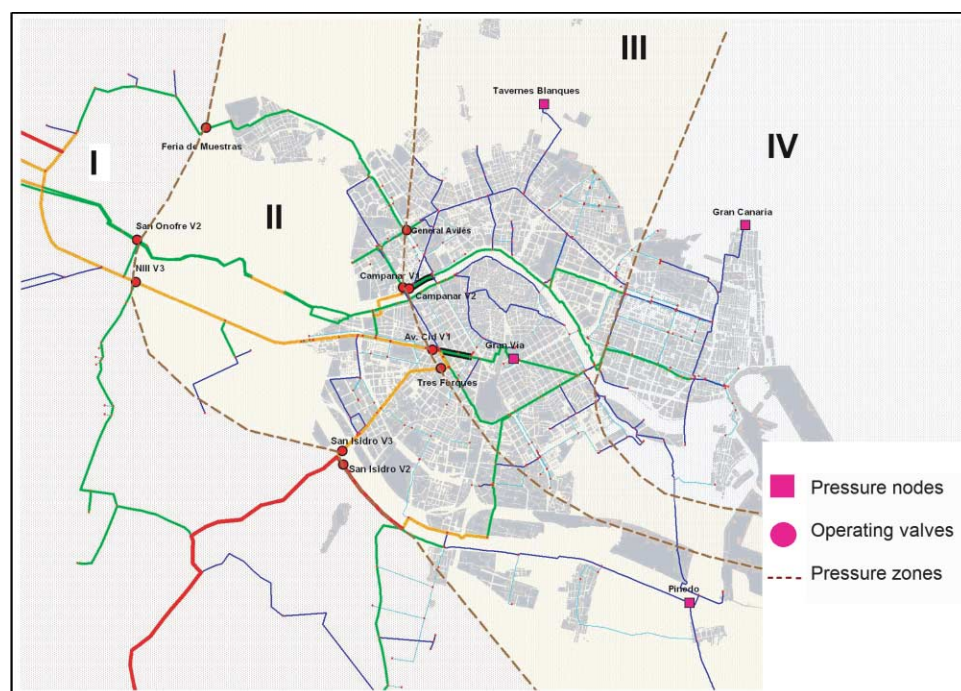 III
Tavernes Blanques
IV
Feria de Muestras
I
II
Gran Canaria
San Onofre V2
General Avilés
NIII V3
Campanar V1
Campanar V2
Av. Cid V1
Gran Vía
Tres Forques
San Isidro V3
San Isidro V2
Pressure nodes
Operating valves
Pressure zones
Pinedo